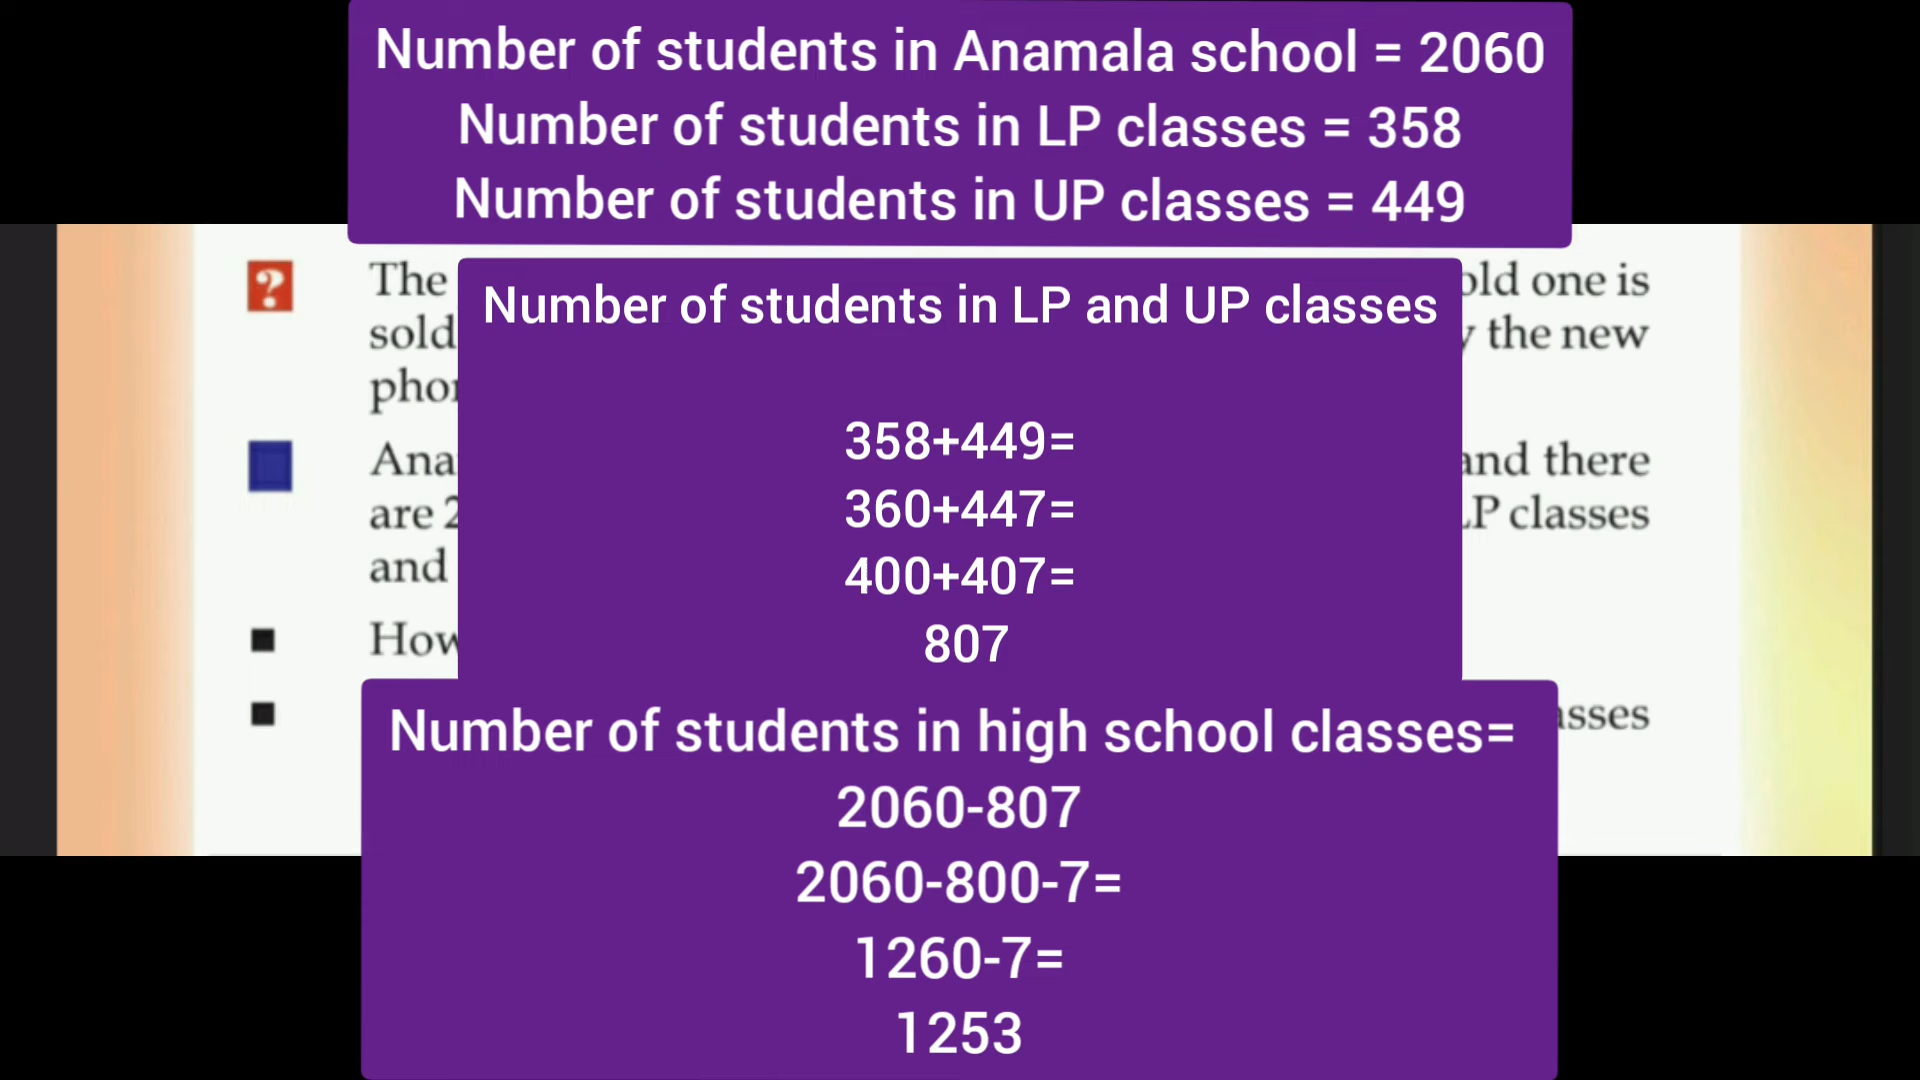 Number of students in Anamala school = 2060
Number of students in LP classes = 358
Number of students in UP classes = 449
The old one is
sold the new
Number of students in LP and UP classes
358+449=
360+447=
400+407=
807
and there
are LP classes
and
How
Number of students in high school classes=
2060-807
2060-800-7=
1260-7=
1253